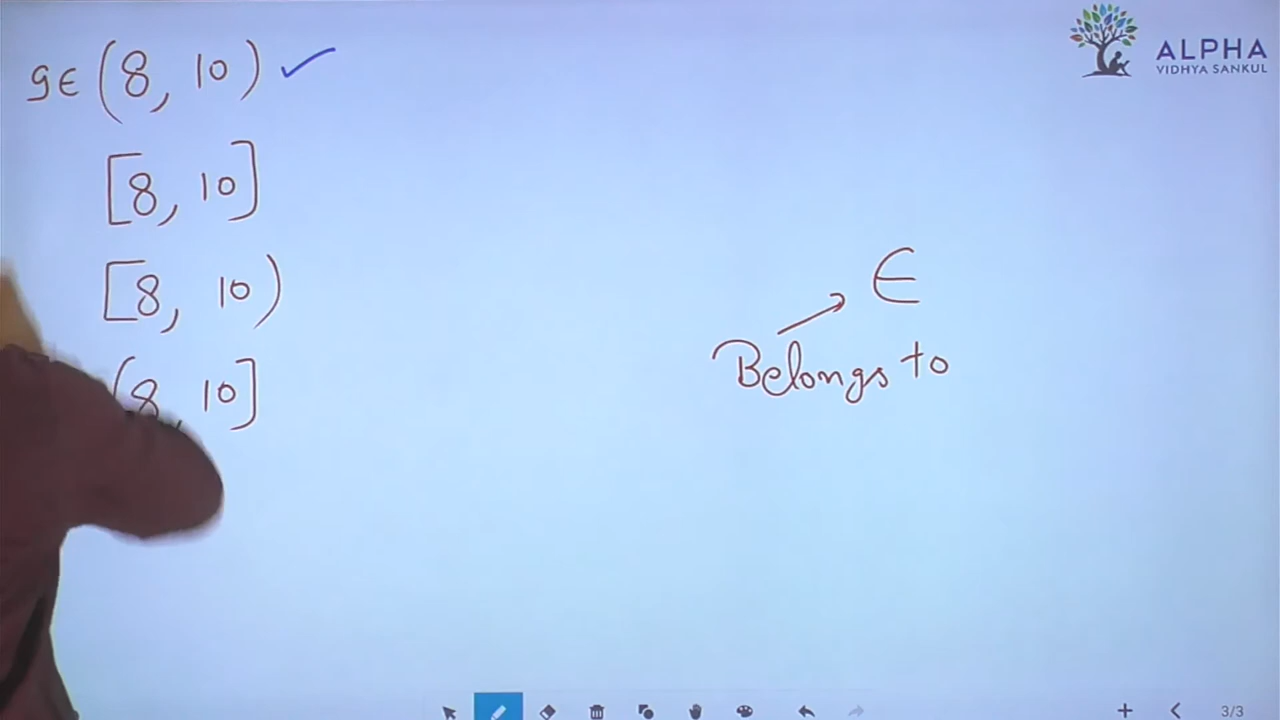 9∈ (8, 10) ✓
[8, 10]
[8, 10)
(8, 10]
∈
Belongs to
ALPHA
VIDHYA SANKUL
3/3